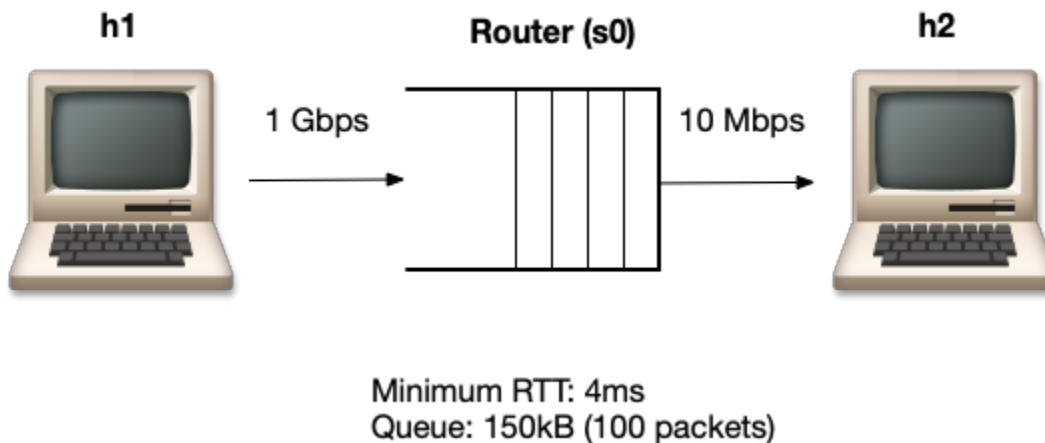 h1
Router (s0)
h2
1 Gbps
10 Mbps
Minimum RTT: 4ms
Queue: 150kB (100 packets)